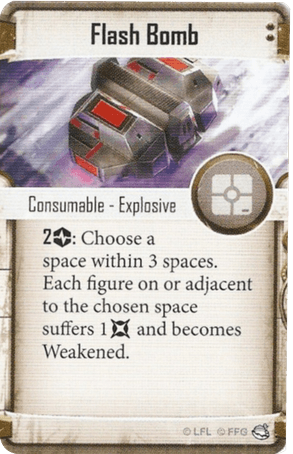 Flash Bomb
Consumable - Explosive
2: Choose a
space within 3 spaces.
Each figure on or adjacent
to the chosen space
suffers 1 and becomes
Weakened.
© LFL © FFG